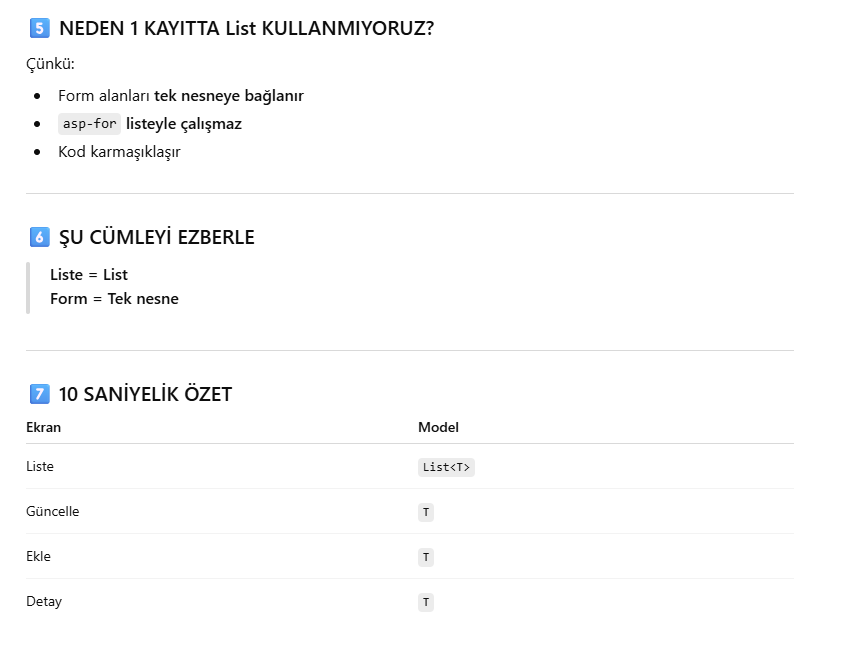 5️⃣ NEDEN 1 KAYITTA List KULLANMIYORUZ?
Çünkü:
• Form alanları tek nesneye bağlanır
• asp-for listeyle çalışmaz
• Kod karmaşıklaşır
6️⃣ ŞU CÜMLEYİ EZBERLE
Liste = List
Form = Tek nesne
7️⃣ 10 SANİYELİK ÖZET
Ekran Model
Liste List<T>
Güncelle T
Ekle T
Detay T